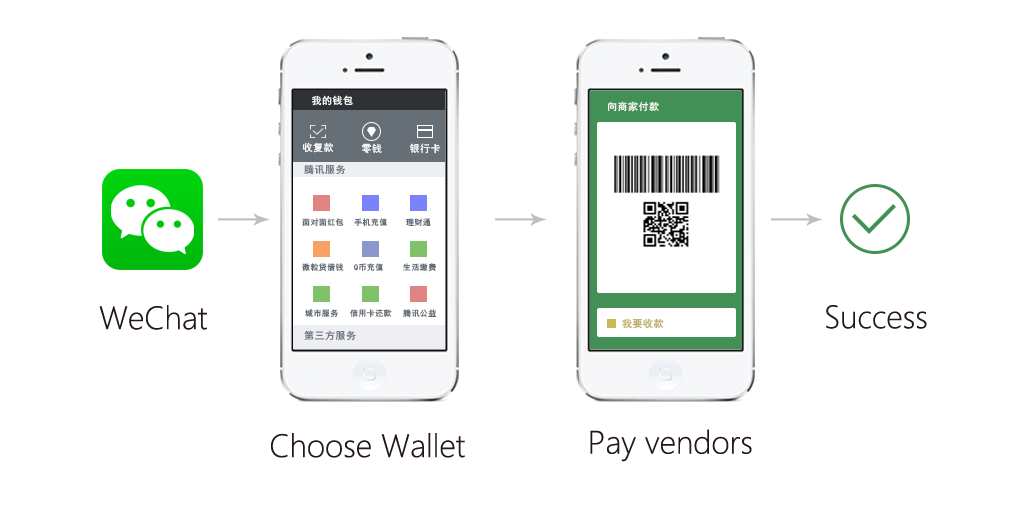 我的钱包
收复款 零钱 银行卡
腾讯服务
面对面红包 手机充值 理财通
微粒贷借钱 Q币充值 生活缴费
城市服务 信用卡还款 腾讯公益
第三方服务
向商家付款
我要收款
WeChat
Choose Wallet
Pay vendors
Success